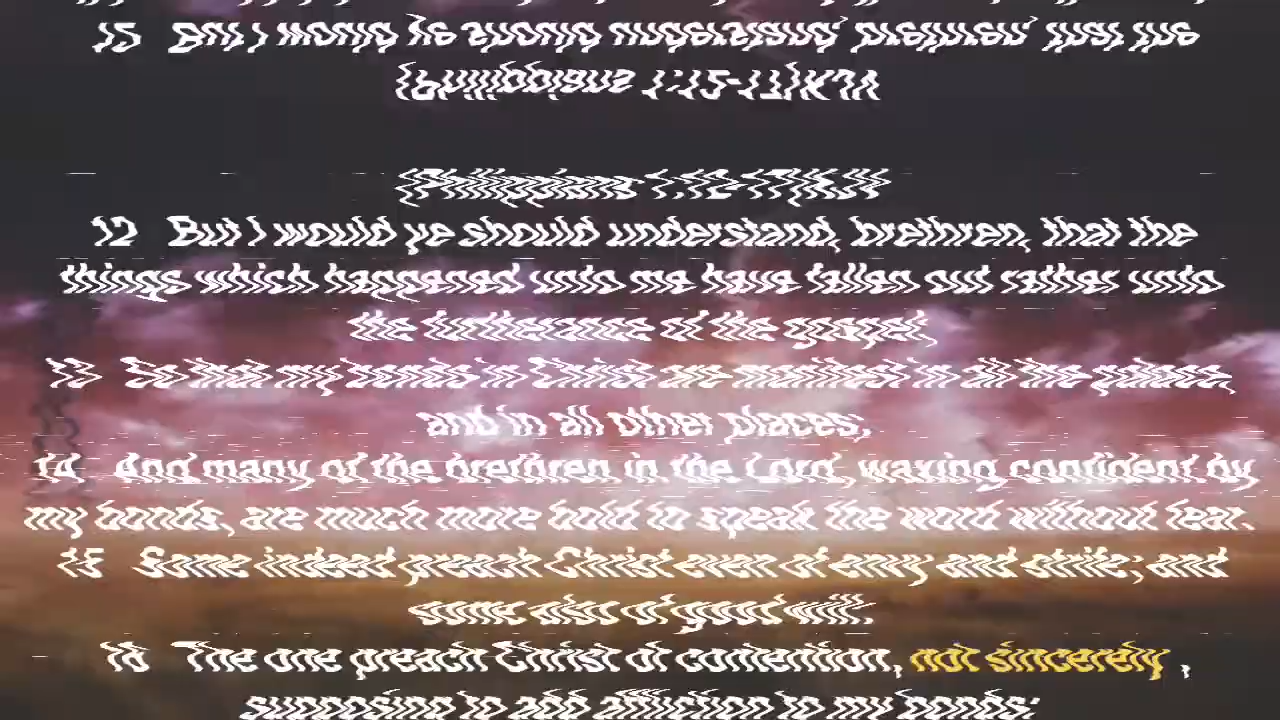 (Philippians 1:12-17)KJV
12 But I would ye should understand, brethren, that the
things which happened unto me have fallen out rather unto
the furtherance of the gospel;
13 So that my bonds in Christ are manifest in all the palace,
and in all other places;
14 And many of the brethren in the Lord, waxing confident by
my bonds, are much more bold to speak the word without fear.
15 Some indeed preach Christ even of envy and strife; and
some also of good will:
16 The one preach Christ of contention, not sincerely ,
supposing to add affliction to my bonds: